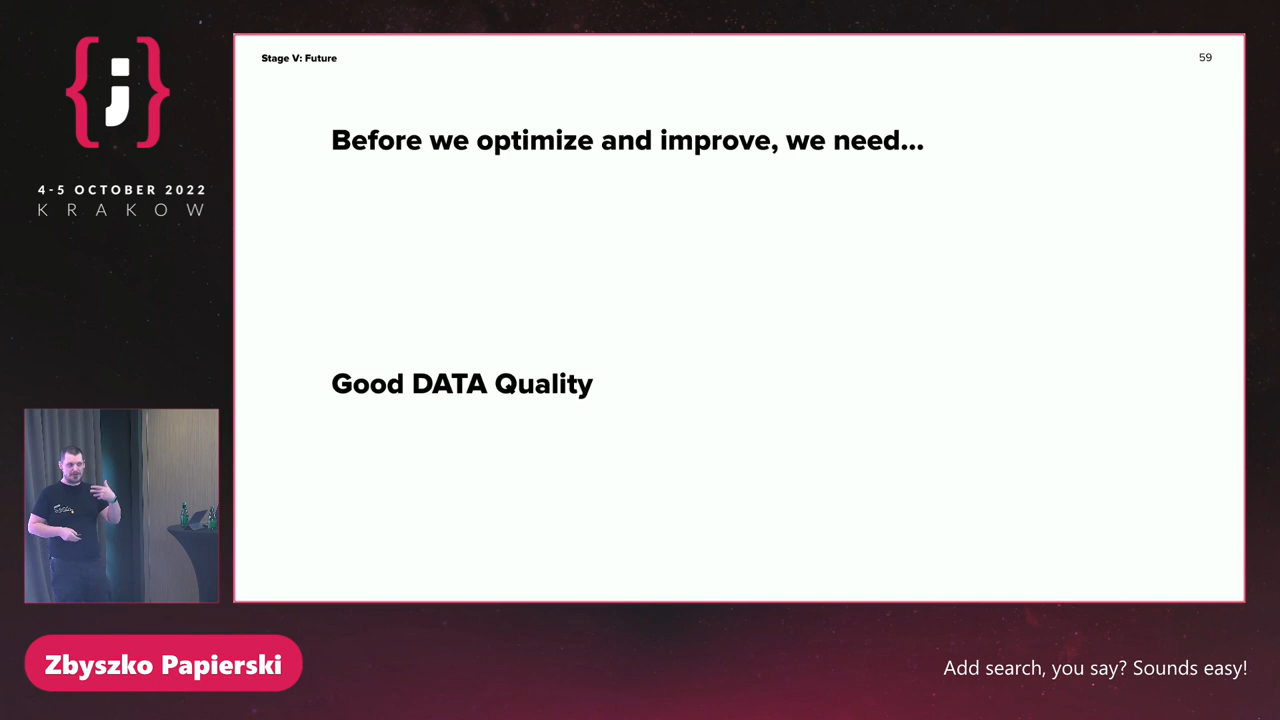 {;}
4-5 OCTOBER 2022
KRAKOW
Stage V: Future
59
Before we optimize and improve, we need...
Good DATA Quality
Zbyszko Papierski
Add search, you say? Sounds easy!